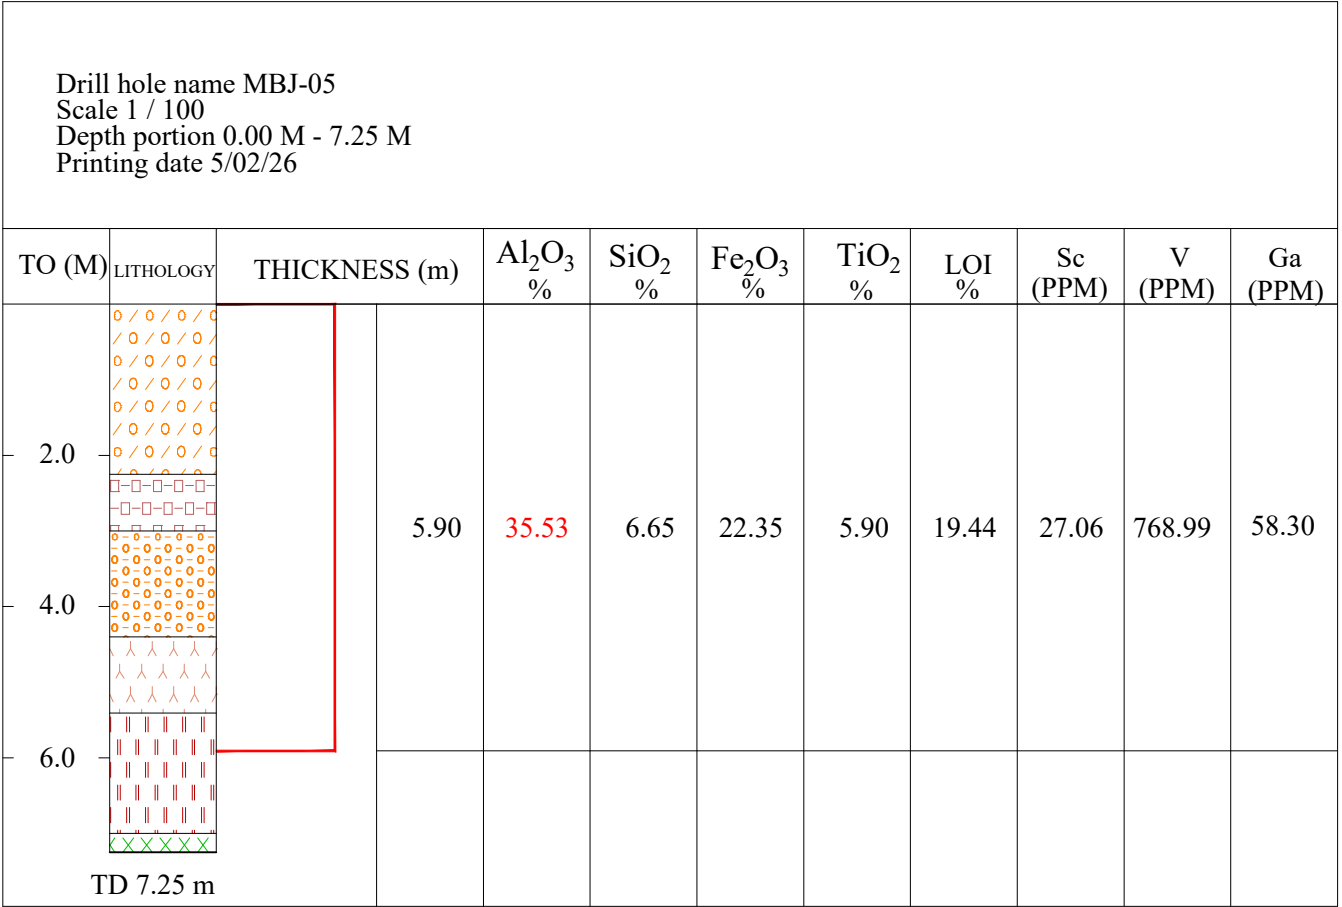 Drill hole name MBJ-05
Scale 1 / 100
Depth portion 0.00 M - 7.25 M
Printing date 5/02/26
TO (M) LITHOLOGY THICKNESS (m) Al₂O₃ % SiO₂ % Fe₂O₃ % TiO₂ % LOI % Sc (PPM) V (PPM) Ga (PPM)
2.0
5.90 35.53 6.65 22.35 5.90 19.44 27.06 768.99 58.30
4.0
6.0
TD 7.25 m